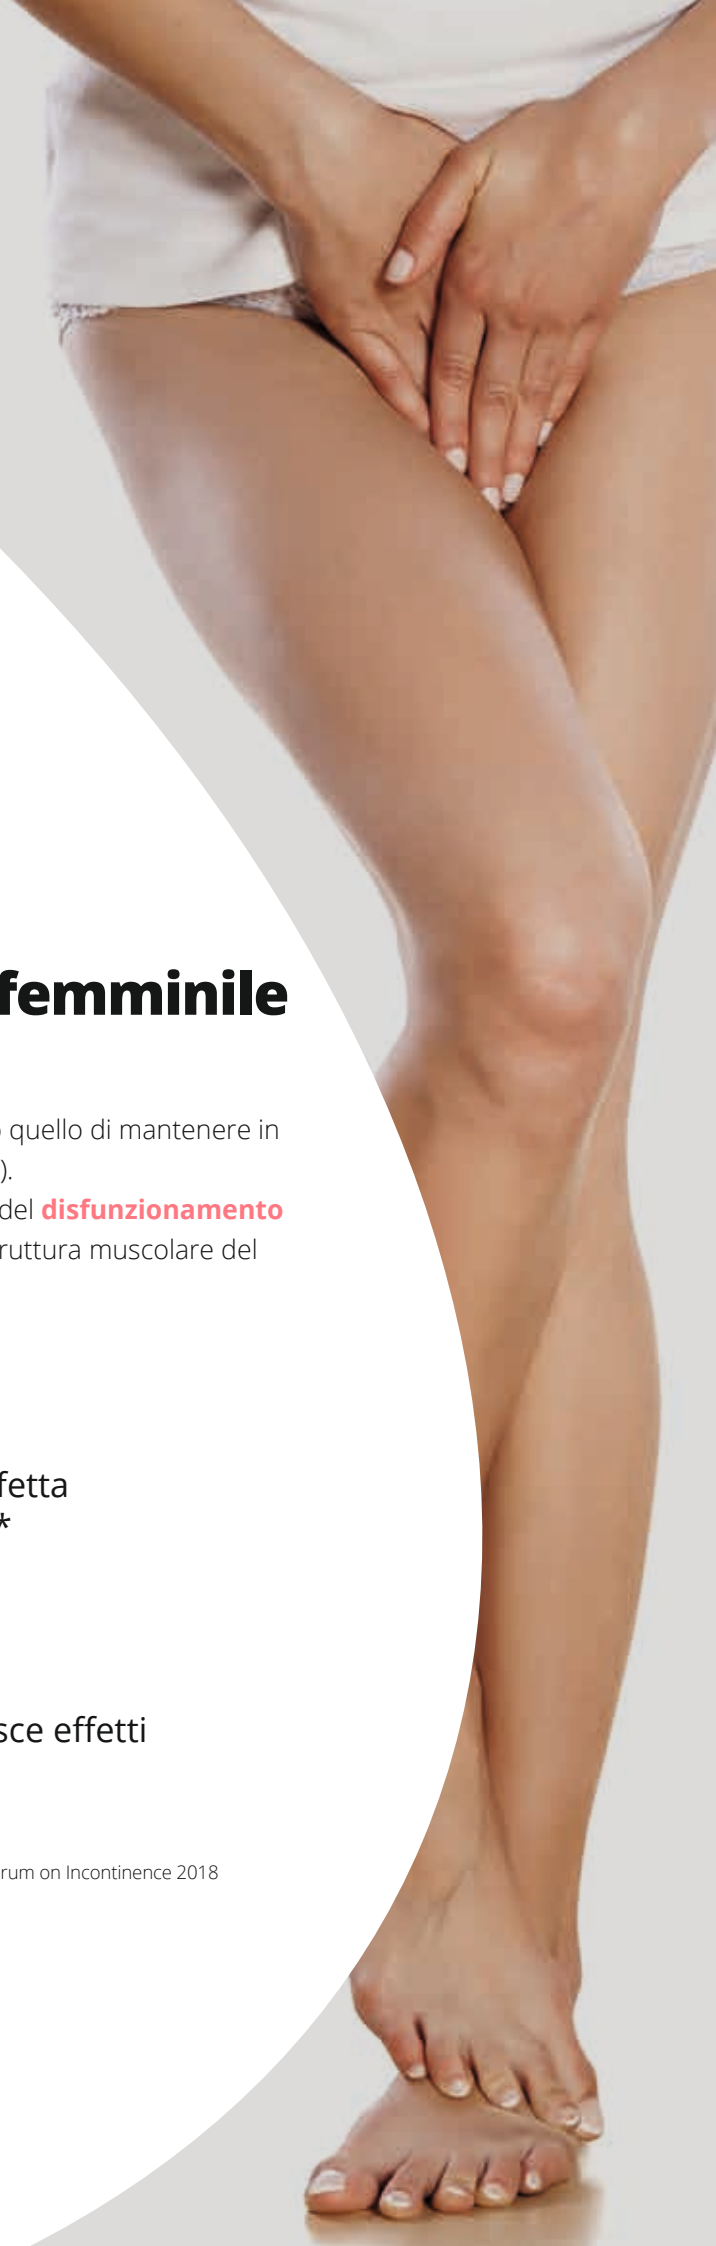 femminile
quello di mantenere in
).
del disfunzionamento
ruttura muscolare del
fetta
*
sce effetti
rum on Incontinence 2018